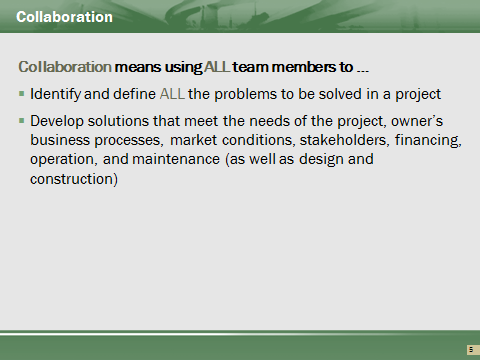 Collaboration
Collaboration means using ALL team members to ...
Identify and define ALL the problems to be solved in a project
Develop solutions that meet the needs of the project, owner's
business processes, market conditions, stakeholders, financing,
operation, and maintenance (as well as design and
construction)
5